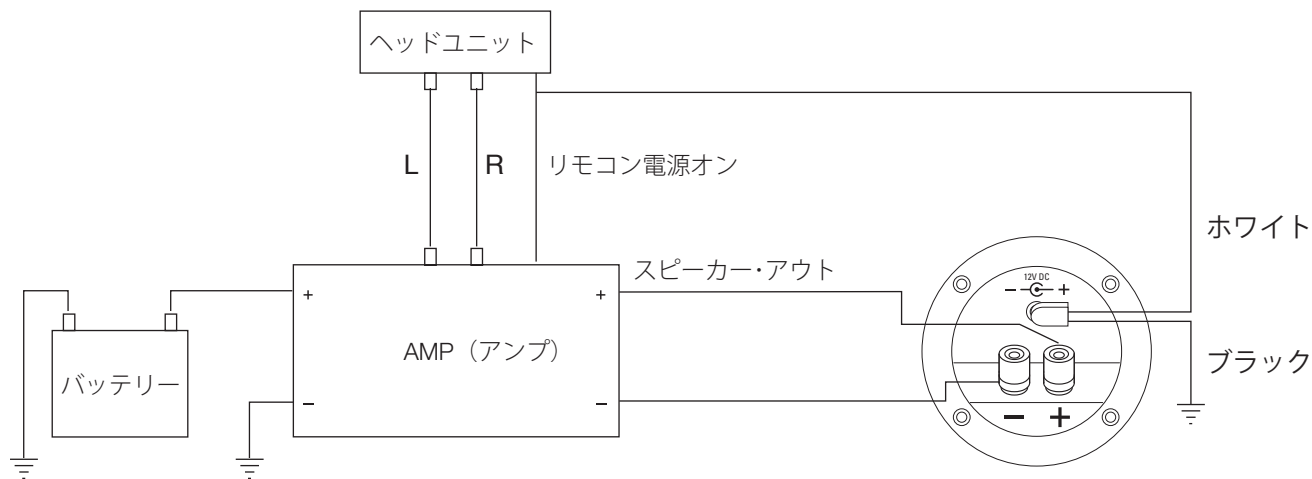 ヘッドユニット
L
R
リモコン電源オン
ホワイト
スピーカー・アウト
12V DC
− +
+
+
AMP（アンプ）
バッテリー
ブラック
−
−
− +